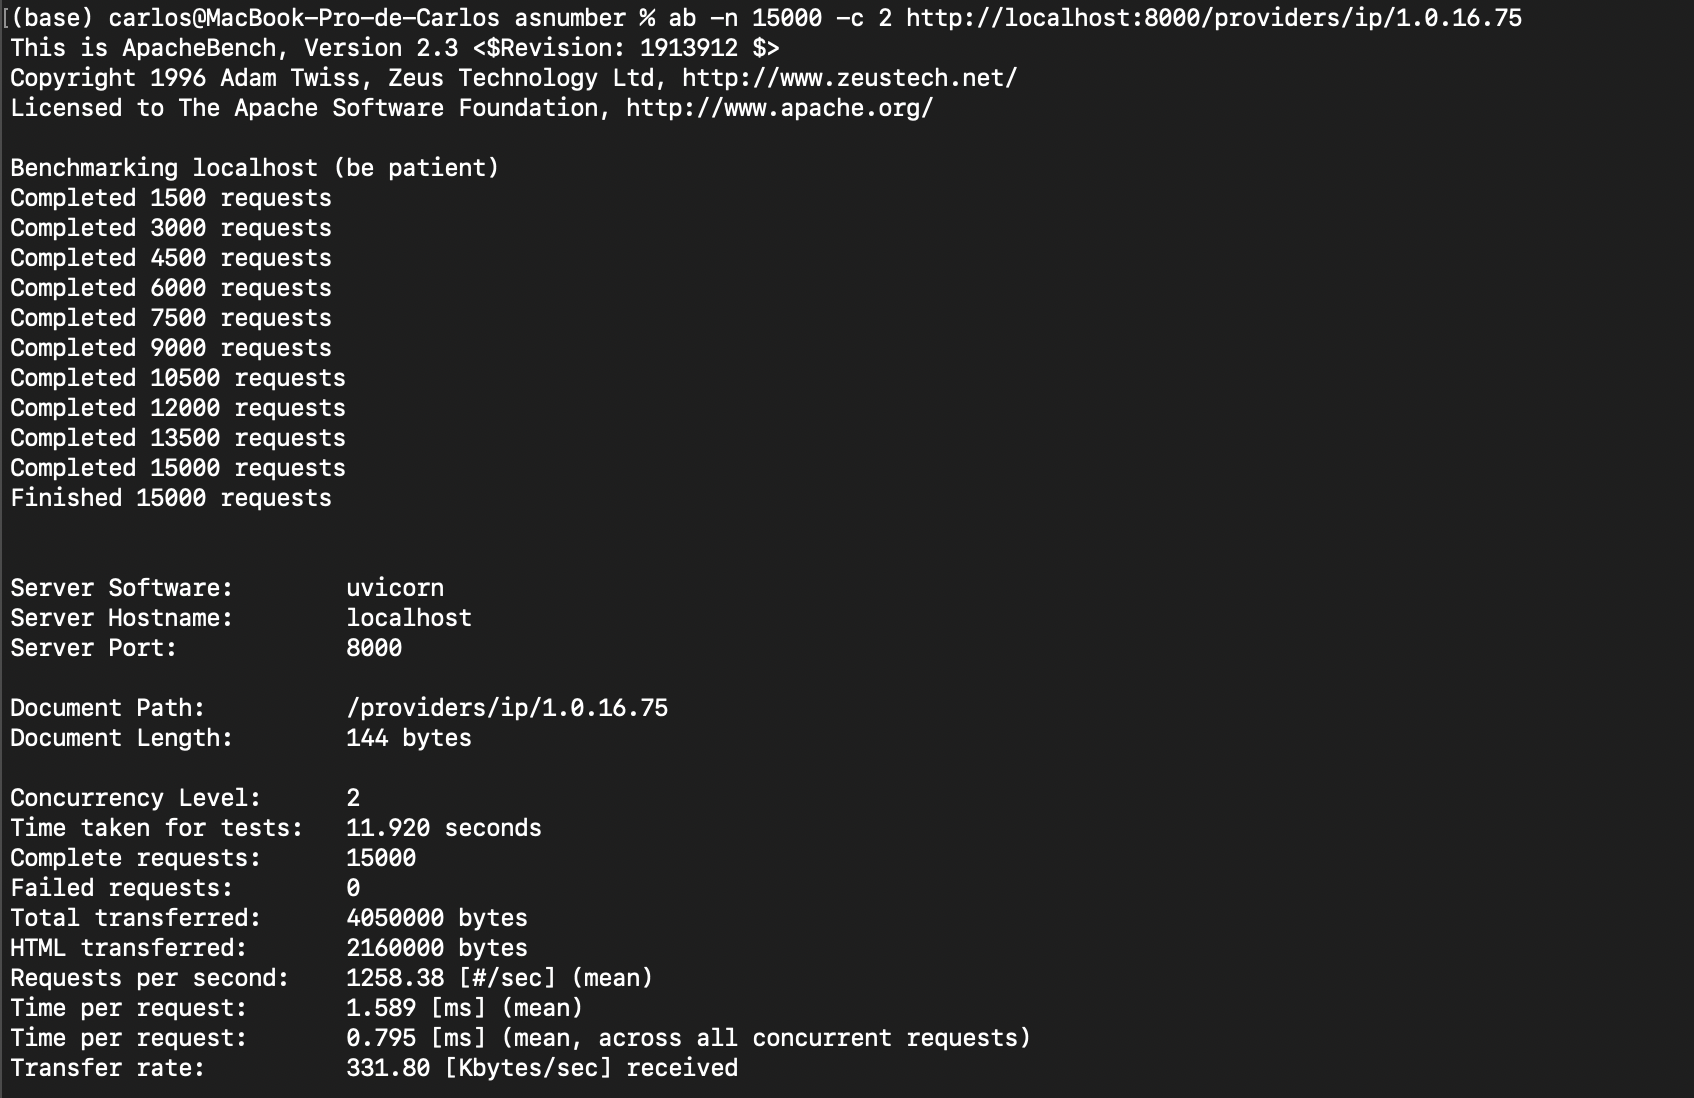 [(base) carlos@MacBook-Pro-de-Carlos asnumber % ab -n 15000 -c 2 http://localhost:8000/providers/ip/1.0.16.75
This is ApacheBench, Version 2.3 <$Revision: 1913912 $>
Copyright 1996 Adam Twiss, Zeus Technology Ltd, http://www.zeustech.net/
Licensed to The Apache Software Foundation, http://www.apache.org/

Benchmarking localhost (be patient)
Completed 1500 requests
Completed 3000 requests
Completed 4500 requests
Completed 6000 requests
Completed 7500 requests
Completed 9000 requests
Completed 10500 requests
Completed 12000 requests
Completed 13500 requests
Completed 15000 requests
Finished 15000 requests

Server Software:        uvicorn
Server Hostname:        localhost
Server Port:            8000

Document Path:          /providers/ip/1.0.16.75
Document Length:        144 bytes

Concurrency Level:      2
Time taken for tests:   11.920 seconds
Complete requests:      15000
Failed requests:        0
Total transferred:      4050000 bytes
HTML transferred:       2160000 bytes
Requests per second:    1258.38 [#/sec] (mean)
Time per request:       1.589 [ms] (mean)
Time per request:       0.795 [ms] (mean, across all concurrent requests)
Transfer rate:          331.80 [Kbytes/sec] received